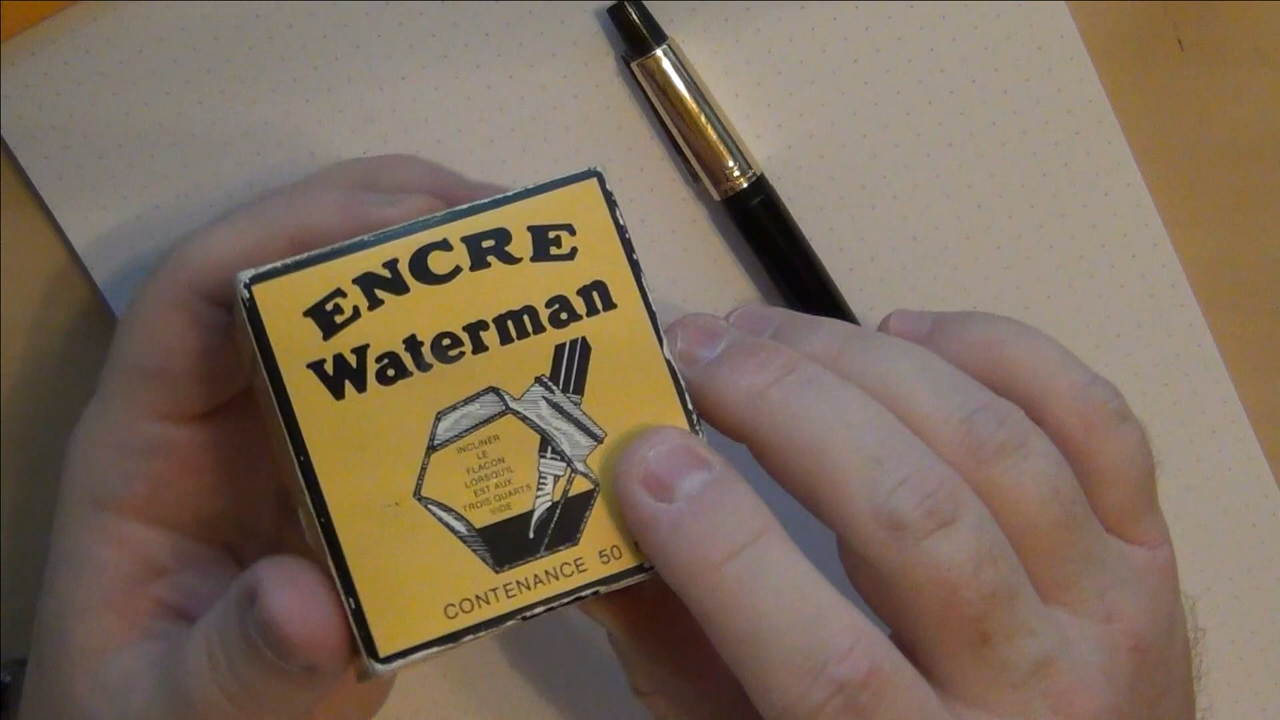 ENCRE
Waterman
INCLINER
LE
FLACON
LORSQU'IL
EST AUX
TROIS QUARTS
VIDE
CONTENANCE 50